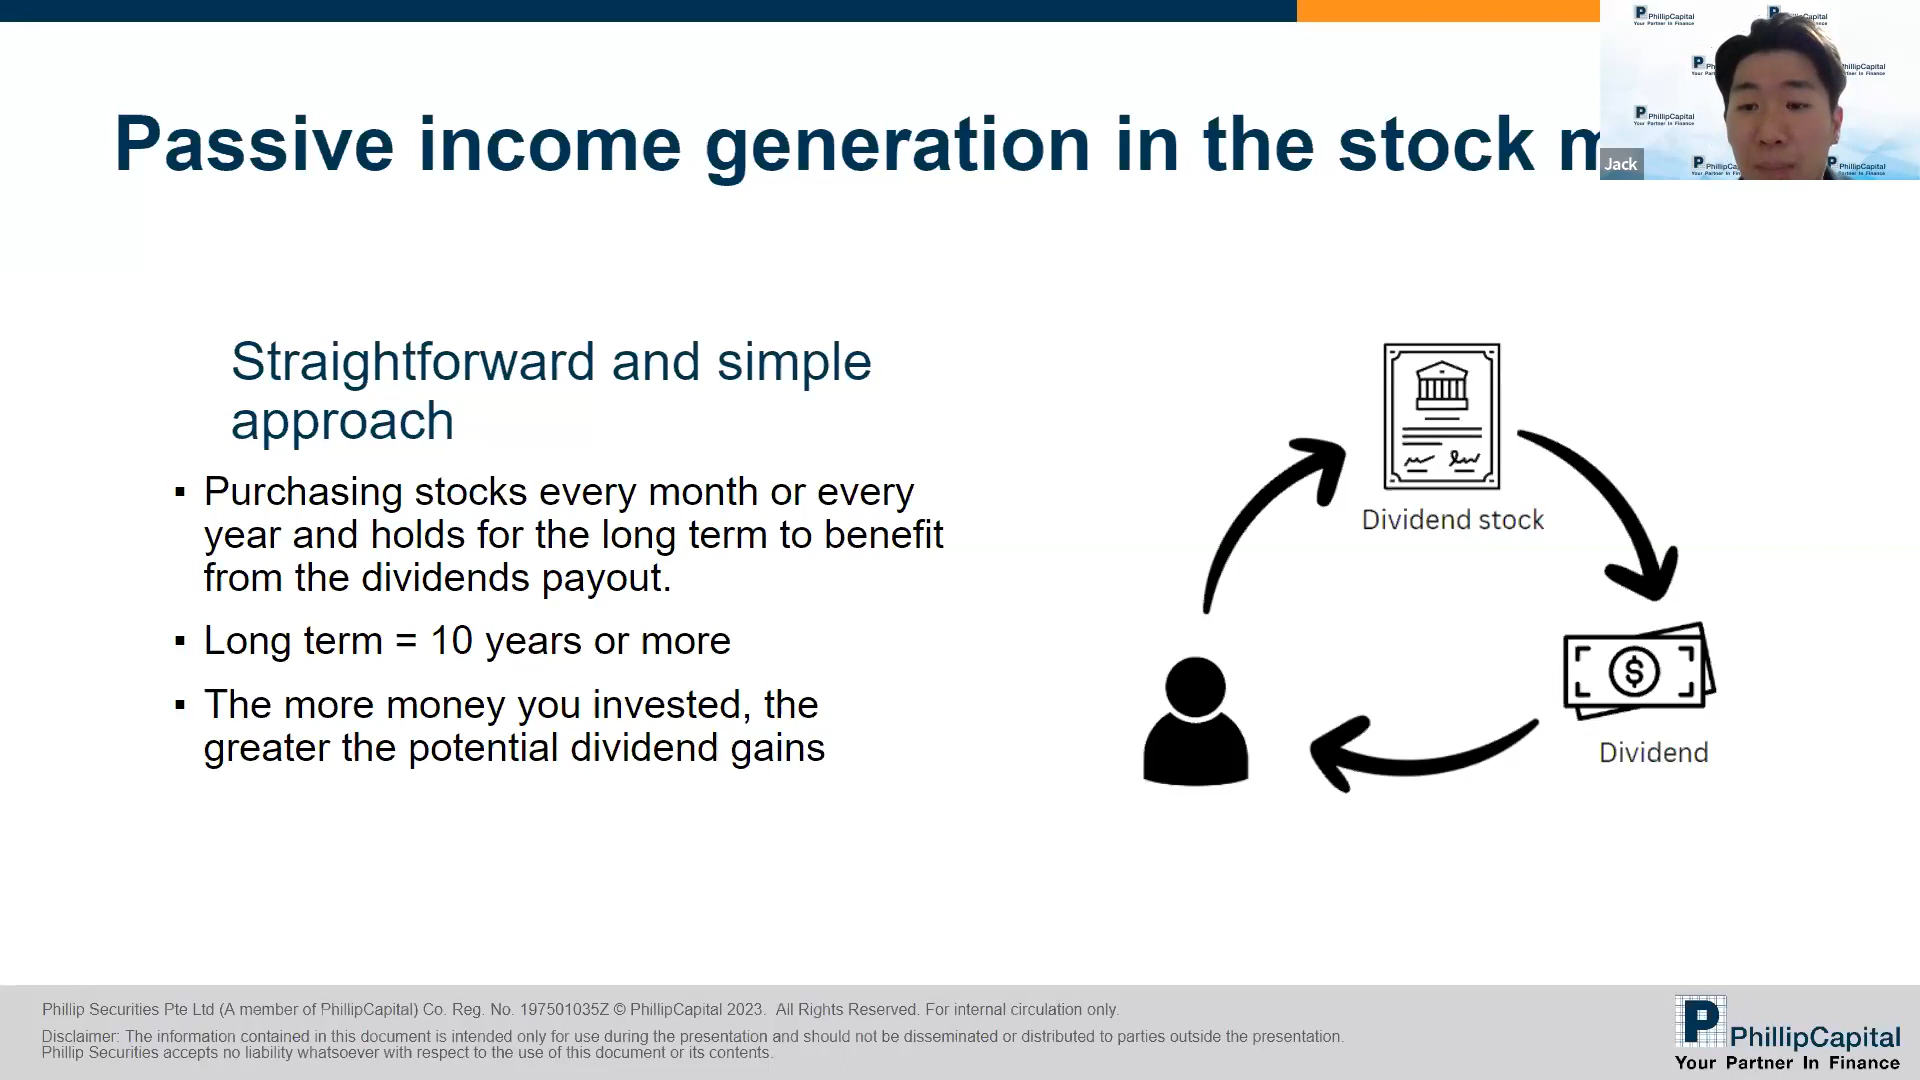 Passive income generation in the stock m
PhillipCapital
Your Partner In Finance
Jack
Straightforward and simple
approach
▪ Purchasing stocks every month or every
year and holds for the long term to benefit
from the dividends payout.
▪ Long term = 10 years or more
▪ The more money you invested, the
greater the potential dividend gains
Dividend stock
Dividend
Phillip Securities Pte Ltd (A member of PhillipCapital) Co. Reg. No. 197501035Z © PhillipCapital 2023. All Rights Reserved. For internal circulation only.
Disclaimer: The information contained in this document is intended only for use during the presentation and should not be disseminated or distributed to parties outside the presentation.
Phillip Securities accepts no liability whatsoever with respect to the use of this document or its contents.
PhillipCapital
Your Partner In Finance